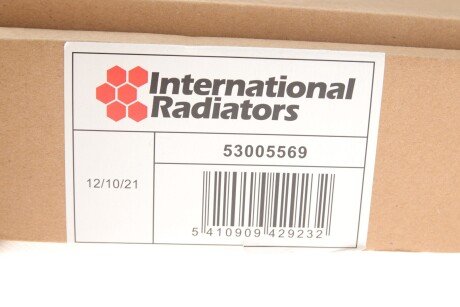 International
Radiators
53005569
12/10/21
5 410909 429232